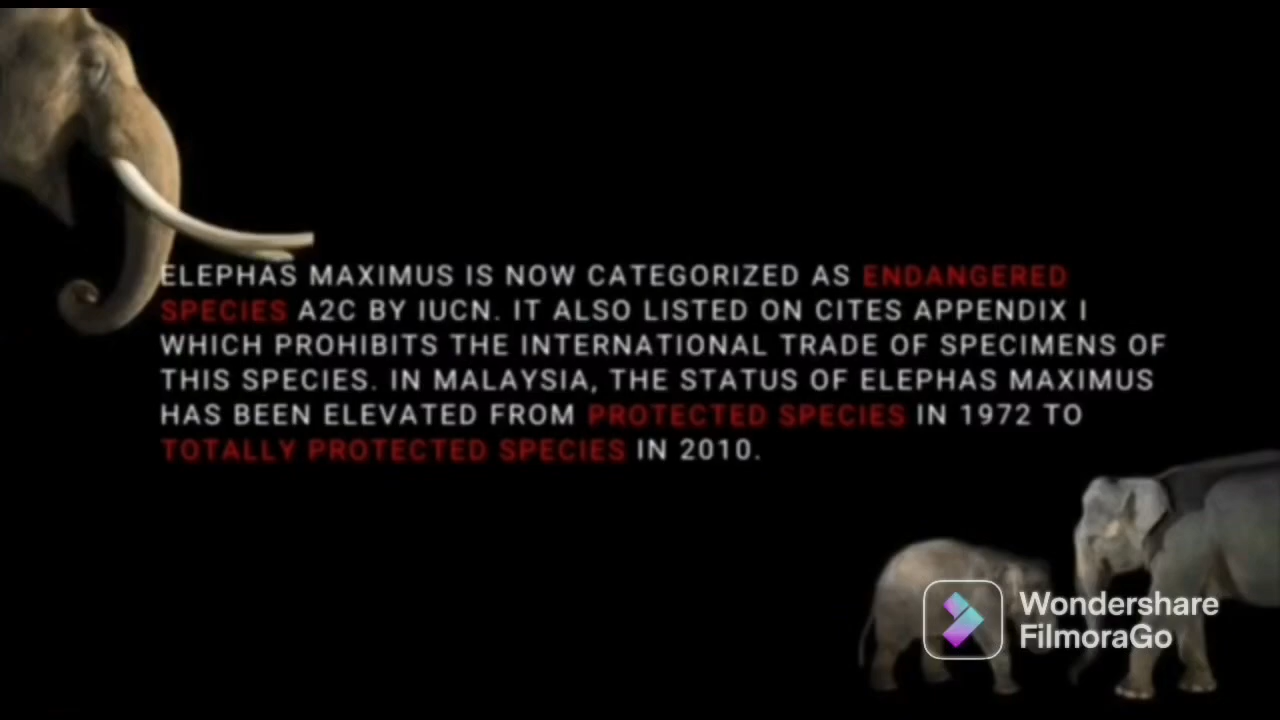 ELEPHAS MAXIMUS IS NOW CATEGORIZED AS ENDANGERED
SPECIES A2C BY IUCN. IT ALSO LISTED ON CITES APPENDIX I
WHICH PROHIBITS THE INTERNATIONAL TRADE OF SPECIMENS OF
THIS SPECIES. IN MALAYSIA, THE STATUS OF ELEPHAS MAXIMUS
HAS BEEN ELEVATED FROM PROTECTED SPECIES IN 1972 TO
TOTALLY PROTECTED SPECIES IN 2010.
Wondershare
FilmoraGo